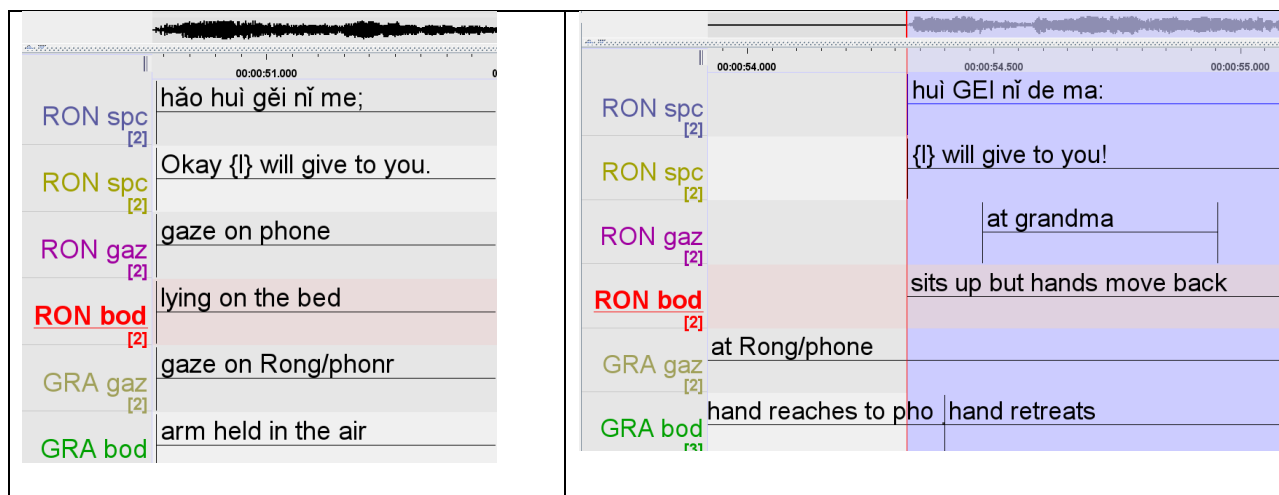 00:00:51.000
0
RON spc
[2]
hǎo huì gěi nǐ me;
RON spc
[2]
Okay {I} will give to you.
RON gaz
[2]
gaze on phone
RON bod
[2]
lying on the bed
GRA gaz
[2]
gaze on Rong/phonr
GRA bod
arm held in the air
00:00:54.000
00:00:54.500
00:00:55.000
RON spc
[2]
huì GEI nǐ de ma:
RON spc
[2]
{I} will give to you!
RON gaz
[2]
at grandma
RON bod
[2]
sits up but hands move back
GRA gaz
[2]
at Rong/phone
GRA bod
[3]
hand reaches to pho
hand retreats